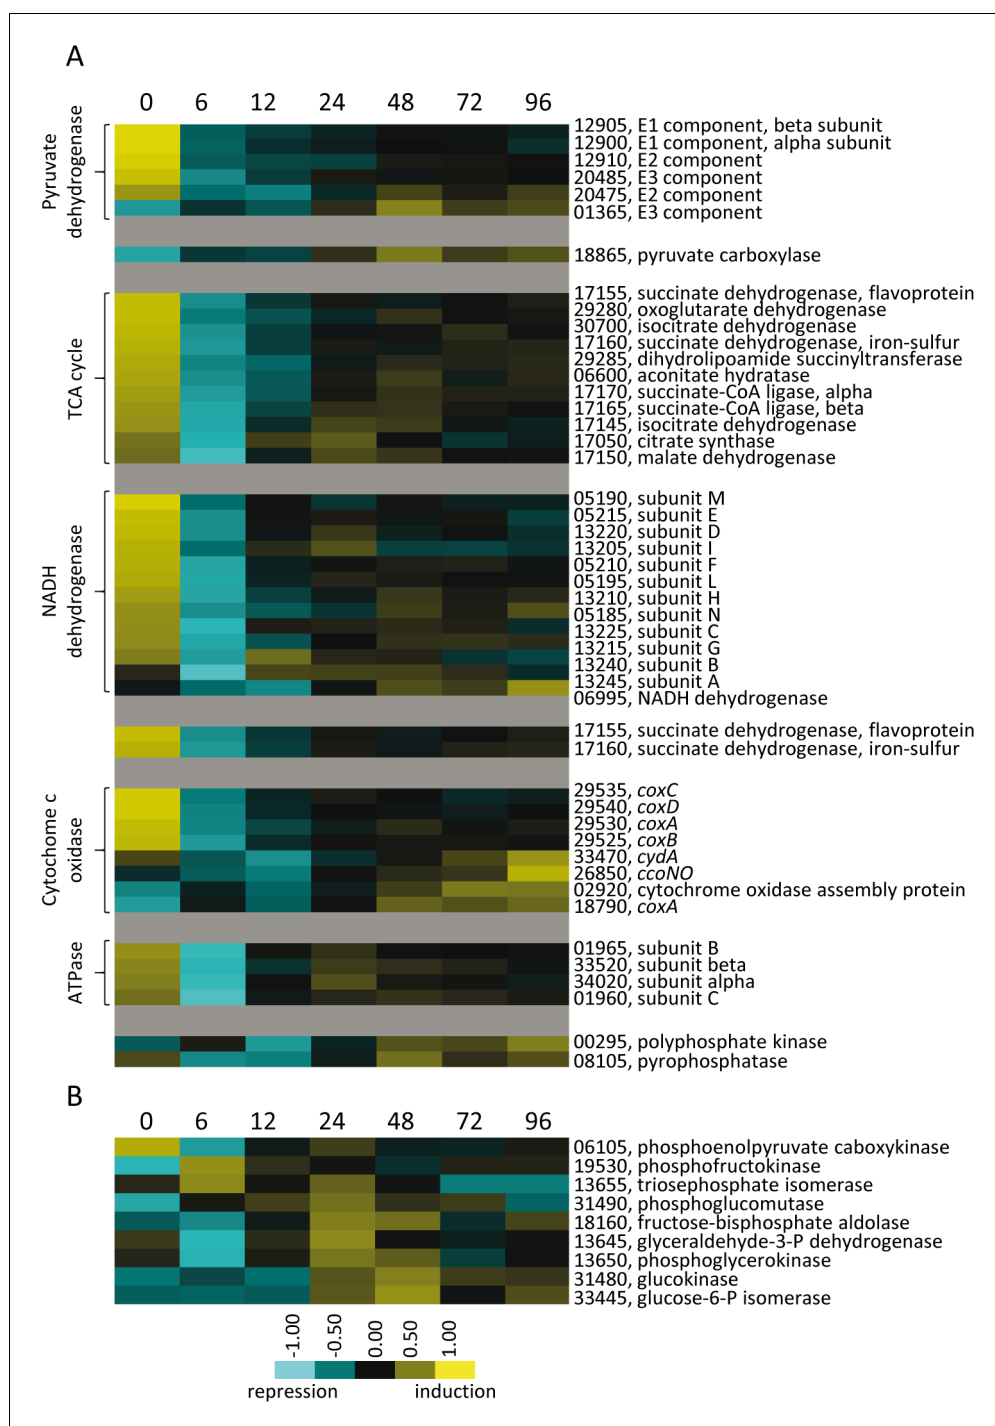 A
0 6 12 24 48 72 96
Pyruvate
dehydrogenase
12905, E1 component, beta subunit
12900, E1 component, alpha subunit
12910, E2 component
20485, E3 component
20475, E2 component
01365, E3 component
18865, pyruvate carboxylase
TCA cycle
17155, succinate dehydrogenase, flavoprotein
29280, oxoglutarate dehydrogenase
30700, isocitrate dehydrogenase
17160, succinate dehydrogenase, iron-sulfur
29285, dihydrolipoamide succinyltransferase
06600, aconitate hydratase
17170, succinate-CoA ligase, alpha
17165, succinate-CoA ligase, beta
17145, isocitrate dehydrogenase
17050, citrate synthase
17150, malate dehydrogenase
NADH
dehydrogenase
05190, subunit M
05215, subunit E
13220, subunit D
13205, subunit I
05210, subunit F
05195, subunit L
13210, subunit H
05185, subunit N
13225, subunit C
13215, subunit G
13240, subunit B
13245, subunit A
06995, NADH dehydrogenase
17155, succinate dehydrogenase, flavoprotein
17160, succinate dehydrogenase, iron-sulfur
Cytochome c
oxidase
29535, coxC
29540, coxD
29530, coxA
29525, coxB
33470, cydA
26850, ccoNO
02920, cytochrome oxidase assembly protein
18790, coxA
ATPase
01965, subunit B
33520, subunit beta
34020, subunit alpha
01960, subunit C
00295, polyphosphate kinase
08105, pyrophosphatase
B
0 6 12 24 48 72 96
06105, phosphoenolpyruvate caboxykinase
19530, phosphofructokinase
13655, triosephosphate isomerase
31490, phosphoglucomutase
18160, fructose-bisphosphate aldolase
13645, glyceraldehyde-3-P dehydrogenase
13650, phosphoglycerokinase
31480, glucokinase
33445, glucose-6-P isomerase
-1.00 -0.50 0.00 0.50 1.00
repression induction